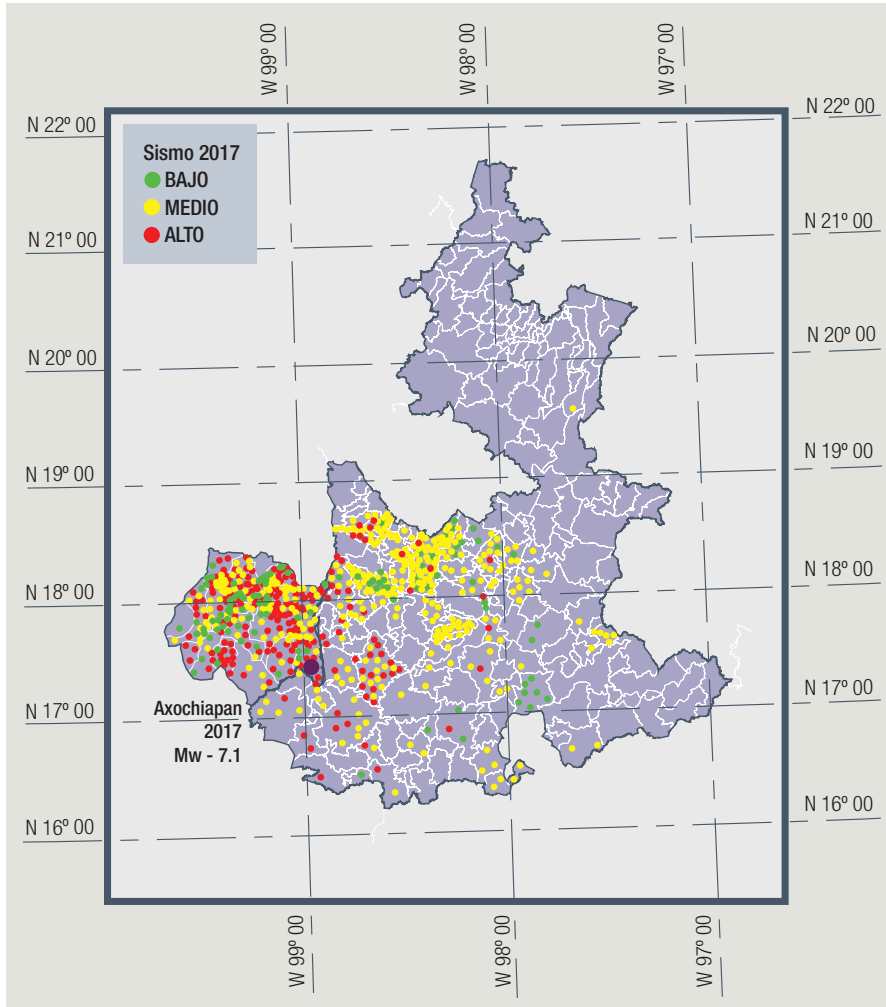 W 99º 00
W 98º 00
W 97º 00
N 22º 00
N 22º 00
Sismo 2017
BAJO
MEDIO
ALTO
N 21º 00
N 21º 00
N 20º 00
N 20º 00
N 19º 00
N 19º 00
N 18º 00
N 18º 00
N 17º 00
N 17º 00
Axochiapan
2017
Mw - 7.1
N 16º 00
N 16º 00
W 99º 00
W 98º 00
W 97º 00